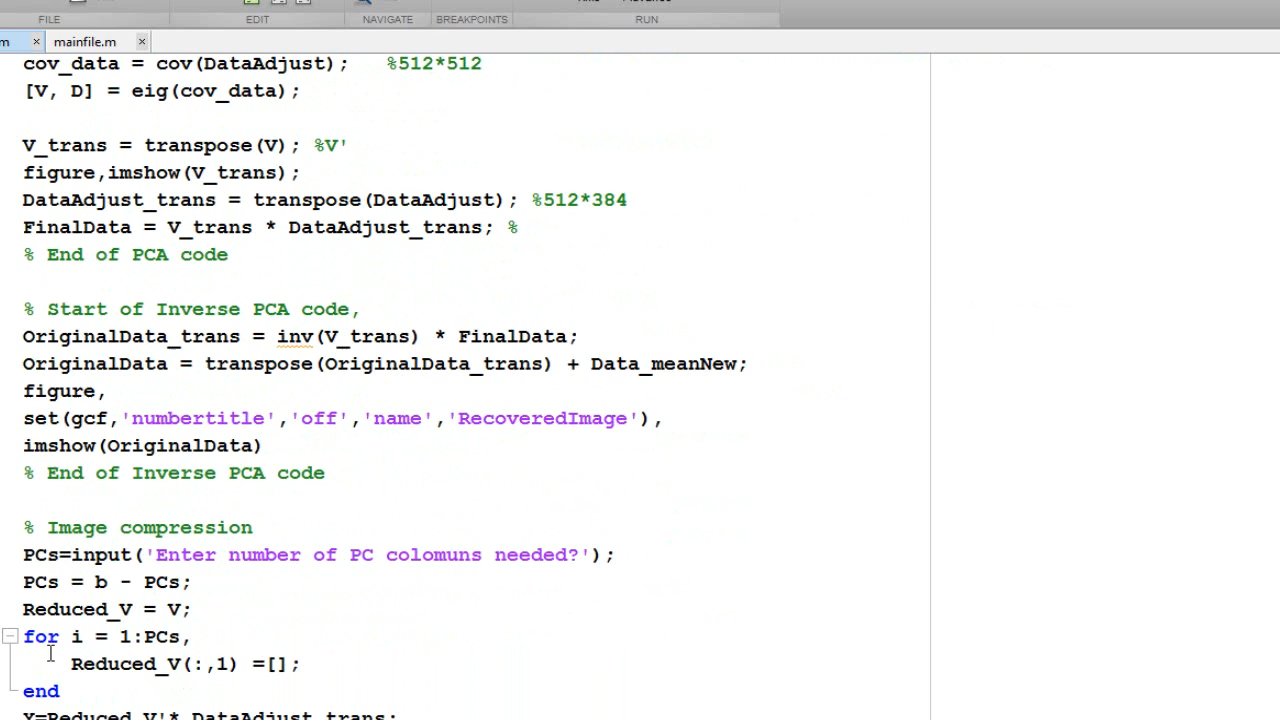 FILE EDIT NAVIGATE BREAKPOINTS RUN
m × mainfile.m ×
cov_data = cov(DataAdjust);   %512*512
[V, D] = eig(cov_data);
V_trans = transpose(V); %V'
figure,imshow(V_trans);
DataAdjust_trans = transpose(DataAdjust); %512*384
FinalData = V_trans * DataAdjust_trans; %
% End of PCA code
% Start of Inverse PCA code,
OriginalData_trans = inv(V_trans) * FinalData;
OriginalData = transpose(OriginalData_trans) + Data_meanNew;
figure,
set(gcf,'numbertitle','off','name','RecoveredImage'),
imshow(OriginalData)
% End of Inverse PCA code
% Image compression
PCs=input('Enter number of PC colomuns needed?');
PCs = b - PCs;
Reduced_V = V;
for i = 1:PCs,
Reduced_V(:,1) =[];
end
Y=Reduced_V'* DataAdjust_trans;